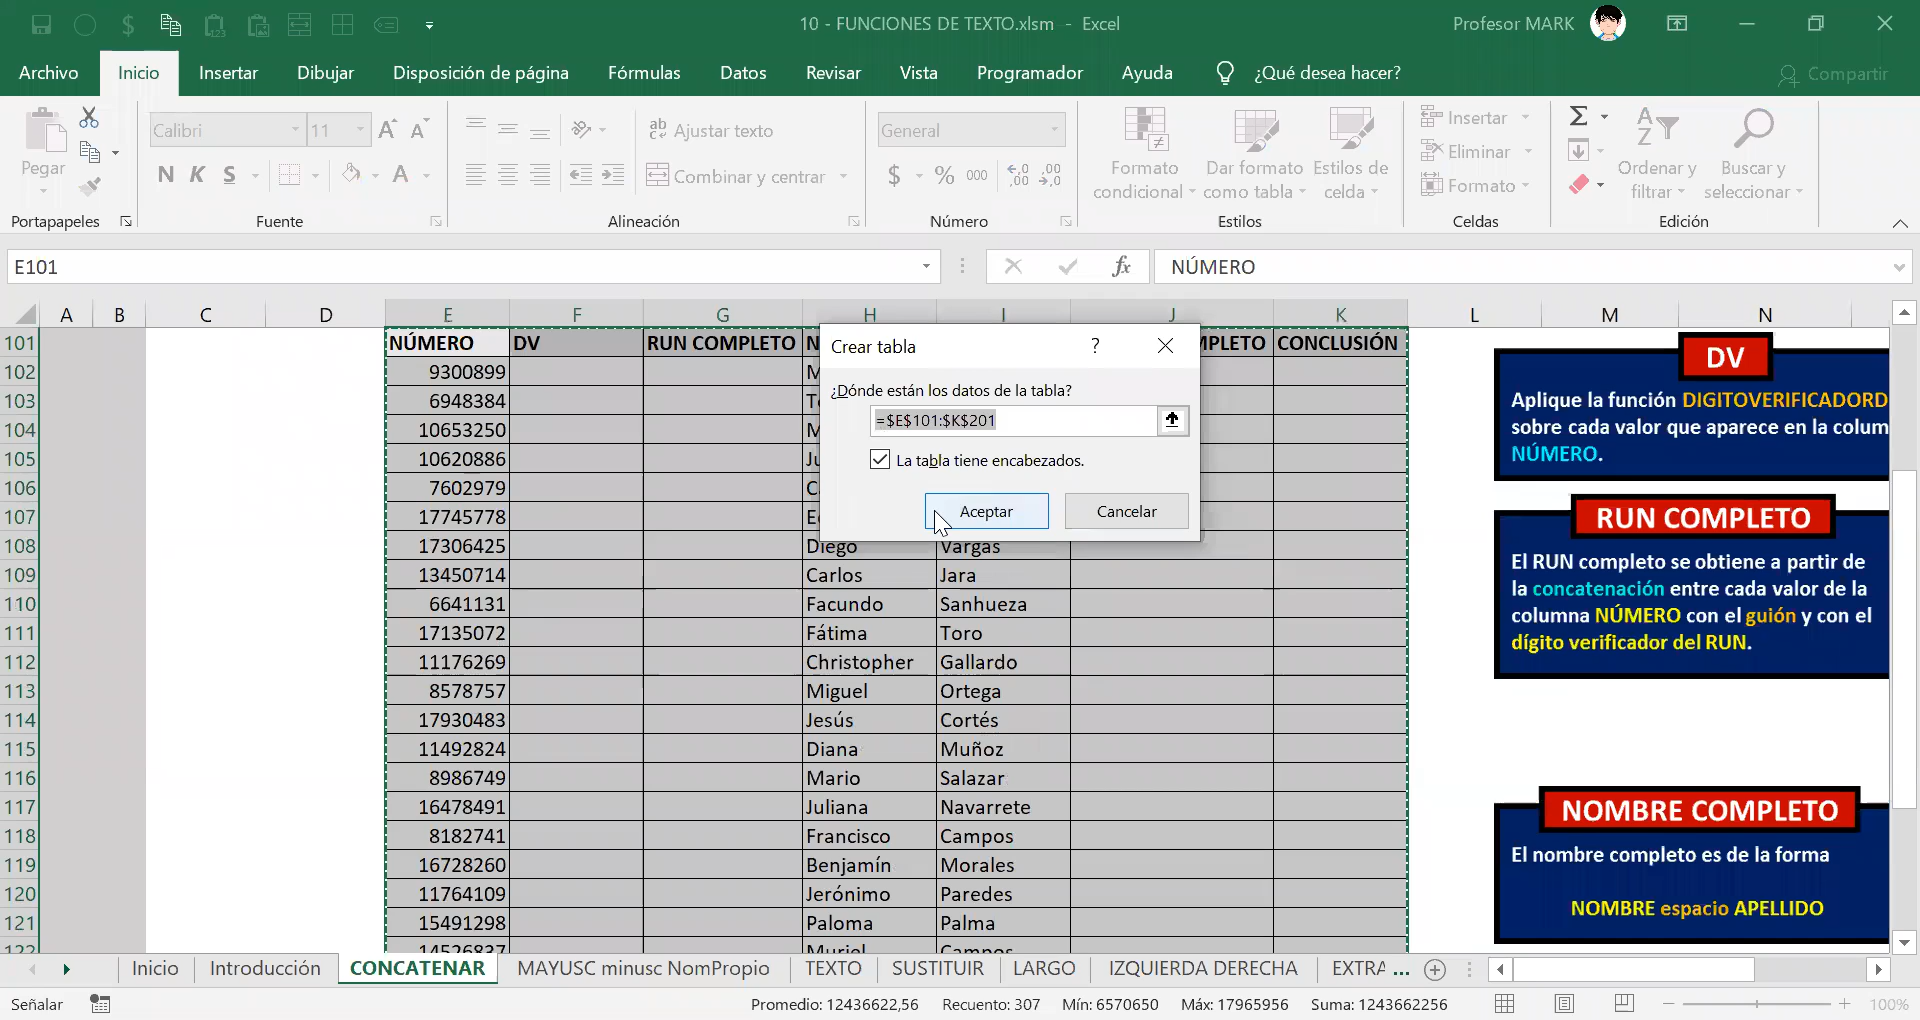 10 - FUNCIONES DE TEXTO.xlsm - Excel
Profesor MARK
Archivo Inicio Insertar Dibujar Disposición de página Fórmulas Datos Revisar Vista Programador Ayuda ¿Qué desea hacer? Compartir
Pegar
Portapapeles
Calibri 11
N K S A
Fuente
Ajustar texto
Combinar y centrar
Alineación
General
$ % 000
Número
Formato condicional
Dar formato como tabla
Estilos de celda
Estilos
Insertar
Eliminar
Formato
Celdas
Ordenar y filtrar
Buscar y seleccionar
Edición
E101 fx NÚMERO
A B C D E F G H I J K L M N
101 NÚMERO DV RUN COMPLETO N MPLETO CONCLUSIÓN
102 9300899 M
103 6948384 To
104 10653250 M
105 10620886 Ju
106 7602979 C
107 17745778 E
108 17306425 Diego Vargas
109 13450714 Carlos Jara
110 6641131 Facundo Sanhueza
111 17135072 Fátima Toro
112 11176269 Christopher Gallardo
113 8578757 Miguel Ortega
114 17930483 Jesús Cortés
115 11492824 Diana Muñoz
116 8986749 Mario Salazar
117 16478491 Juliana Navarrete
118 8182741 Francisco Campos
119 16728260 Benjamín Morales
120 11764109 Jerónimo Paredes
121 15491298 Paloma Palma
122 14526837 Muriel Campos
Crear tabla ?
¿Dónde están los datos de la tabla?
=$E$101:$K$201
La tabla tiene encabezados.
Aceptar Cancelar
DV
Aplique la función DIGITOVERIFICADORD
sobre cada valor que aparece en la colum
NÚMERO.
RUN COMPLETO
El RUN completo se obtiene a partir de
la concatenación entre cada valor de la
columna NÚMERO con el guión y con el
dígito verificador del RUN.
NOMBRE COMPLETO
El nombre completo es de la forma
NOMBRE espacio APELLIDO
Inicio Introducción CONCATENAR MAYUSC minusc NomPropio TEXTO SUSTITUIR LARGO IZQUIERDA DERECHA EXTRA ...
Señalar Promedio: 12436622,56 Recuento: 307 Mín: 6570650 Máx: 17965956 Suma: 1243662256 100%